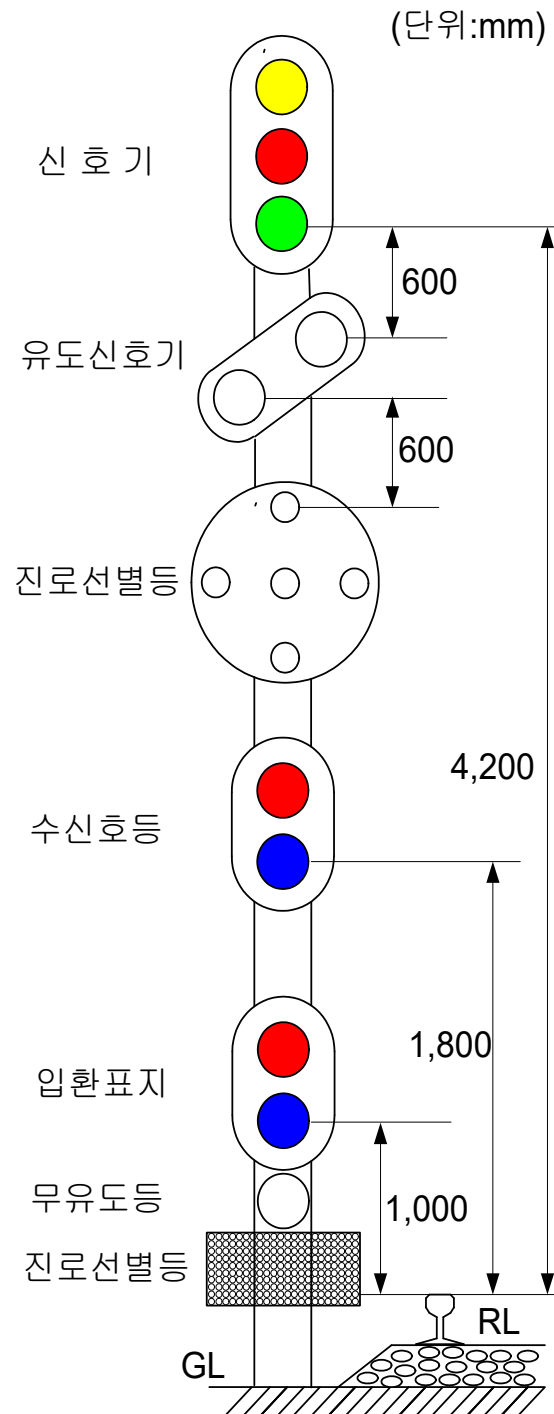 (단위:mm)
신 호 기
600
유도신호기
600
진로선별등
4,200
수신호등
1,800
입환표지
무유도등
1,000
진로선별등
RL
GL